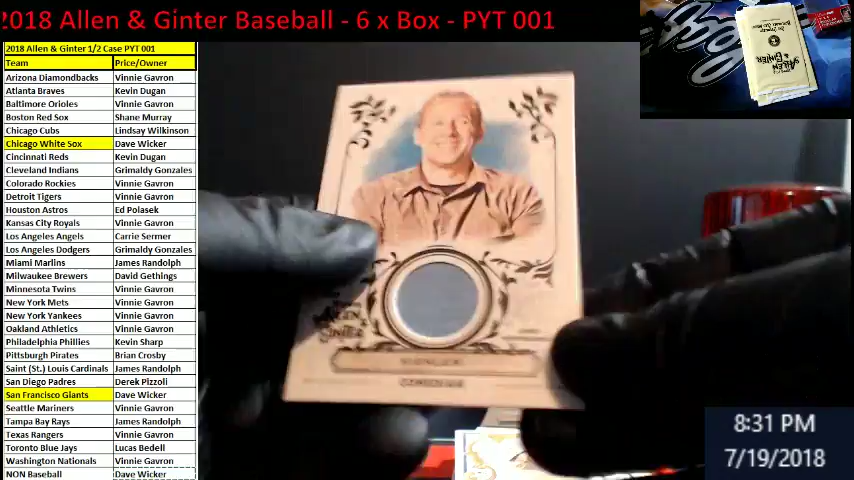 2018 Allen & Ginter Baseball - 6 x Box - PYT 001
2018 Allen & Ginter 1/2 Case PYT 001
Team Price/Owner
Arizona Diamondbacks Vinnie Gavron
Atlanta Braves Kevin Dugan
Baltimore Orioles Vinnie Gavron
Boston Red Sox Shane Murray
Chicago Cubs Lindsay Wilkinson
Chicago White Sox Dave Wicker
Cincinnati Reds Kevin Dugan
Cleveland Indians Grimaldy Gonzales
Colorado Rockies Vinnie Gavron
Detroit Tigers Vinnie Gavron
Houston Astros Ed Polasek
Kansas City Royals Vinnie Gavron
Los Angeles Angels Carrie Sermer
Los Angeles Dodgers Grimaldy Gonzales
Miami Marlins James Randolph
Milwaukee Brewers David Gethings
Minnesota Twins Vinnie Gavron
New York Mets Vinnie Gavron
New York Yankees Vinnie Gavron
Oakland Athletics Vinnie Gavron
Philadelphia Phillies Kevin Sharp
Pittsburgh Pirates Brian Crosby
Saint (St.) Louis Cardinals James Randolph
San Diego Padres Derek Pizzoli
San Francisco Giants Dave Wicker
Seattle Mariners Vinnie Gavron
Tampa Bay Rays James Randolph
Texas Rangers Vinnie Gavron
Toronto Blue Jays Lucas Bedell
Washington Nationals Vinnie Gavron
NON Baseball Dave Wicker
ALLEN
GINTER
COMEDIAN
ALLEN
& GINTER
8:31 PM
7/19/2018